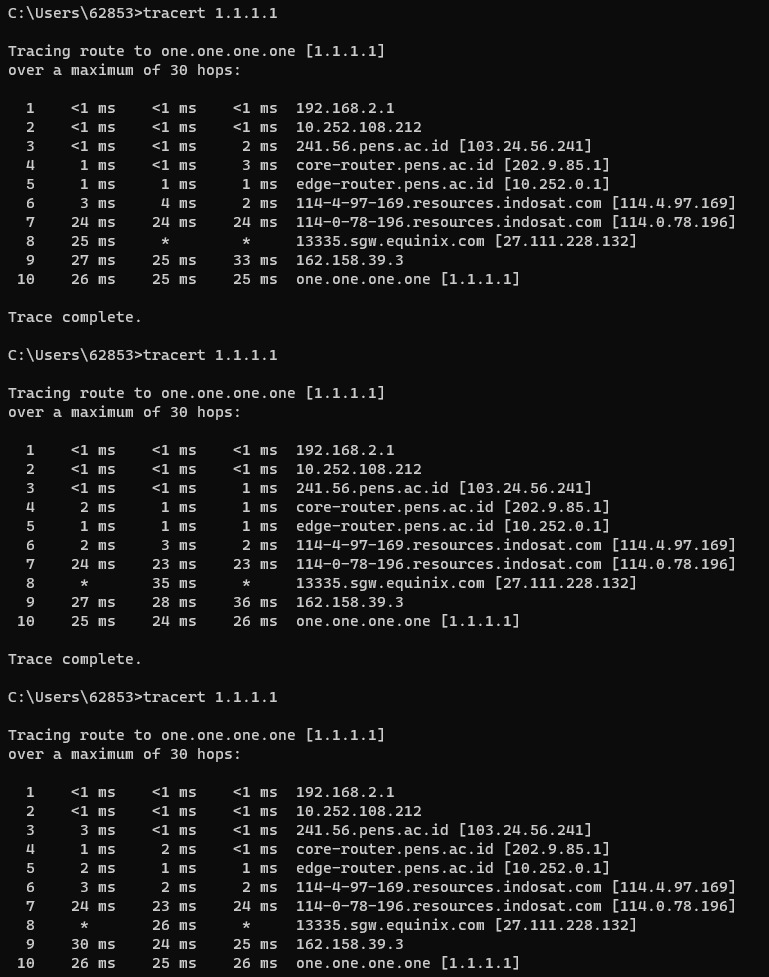 C:\Users\62853>tracert 1.1.1.1
Tracing route to one.one.one.one [1.1.1.1]
over a maximum of 30 hops:
1 <1 ms <1 ms <1 ms 192.168.2.1
2 <1 ms <1 ms <1 ms 10.252.108.212
3 <1 ms <1 ms 2 ms 241.56.pens.ac.id [103.24.56.241]
4 1 ms <1 ms 3 ms core-router.pens.ac.id [202.9.85.1]
5 1 ms 1 ms 1 ms edge-router.pens.ac.id [10.252.0.1]
6 3 ms 4 ms 2 ms 114-4-97-169.resources.indosat.com [114.4.97.169]
7 24 ms 24 ms 24 ms 114-0-78-196.resources.indosat.com [114.0.78.196]
8 25 ms * * 13335.sgw.equinix.com [27.111.228.132]
9 27 ms 25 ms 33 ms 162.158.39.3
10 26 ms 25 ms 25 ms one.one.one.one [1.1.1.1]
Trace complete.
C:\Users\62853>tracert 1.1.1.1
Tracing route to one.one.one.one [1.1.1.1]
over a maximum of 30 hops:
1 <1 ms <1 ms <1 ms 192.168.2.1
2 <1 ms <1 ms <1 ms 10.252.108.212
3 <1 ms <1 ms 1 ms 241.56.pens.ac.id [103.24.56.241]
4 2 ms 1 ms 1 ms core-router.pens.ac.id [202.9.85.1]
5 1 ms 1 ms 1 ms edge-router.pens.ac.id [10.252.0.1]
6 2 ms 3 ms 2 ms 114-4-97-169.resources.indosat.com [114.4.97.169]
7 24 ms 23 ms 23 ms 114-0-78-196.resources.indosat.com [114.0.78.196]
8 * 35 ms * 13335.sgw.equinix.com [27.111.228.132]
9 27 ms 28 ms 36 ms 162.158.39.3
10 25 ms 24 ms 26 ms one.one.one.one [1.1.1.1]
Trace complete.
C:\Users\62853>tracert 1.1.1.1
Tracing route to one.one.one.one [1.1.1.1]
over a maximum of 30 hops:
1 <1 ms <1 ms <1 ms 192.168.2.1
2 <1 ms <1 ms <1 ms 10.252.108.212
3 3 ms <1 ms <1 ms 241.56.pens.ac.id [103.24.56.241]
4 1 ms 2 ms <1 ms core-router.pens.ac.id [202.9.85.1]
5 2 ms 1 ms 1 ms edge-router.pens.ac.id [10.252.0.1]
6 3 ms 2 ms 2 ms 114-4-97-169.resources.indosat.com [114.4.97.169]
7 24 ms 23 ms 24 ms 114-0-78-196.resources.indosat.com [114.0.78.196]
8 * 26 ms * 13335.sgw.equinix.com [27.111.228.132]
9 30 ms 24 ms 25 ms 162.158.39.3
10 26 ms 25 ms 26 ms one.one.one.one [1.1.1.1]